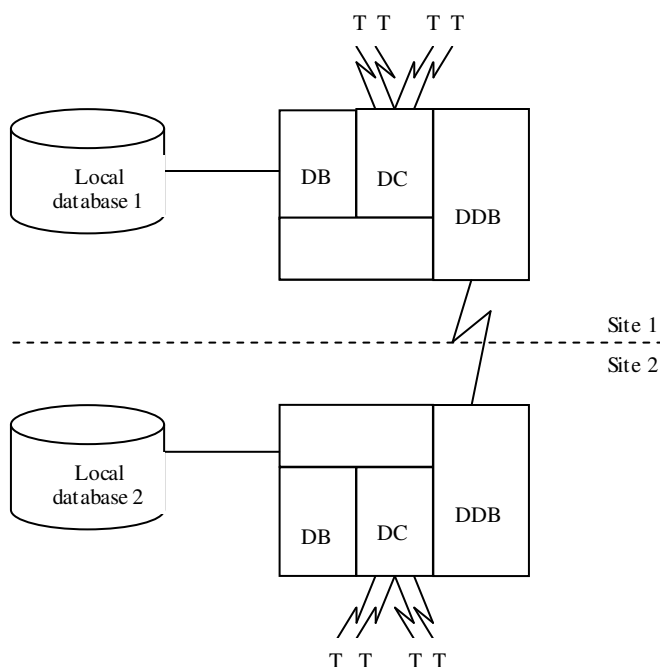 T T T T
Local
database 1
DB
DC
DDB
Site 1
Site 2
Local
database 2
DB
DC
DDB
T T T T